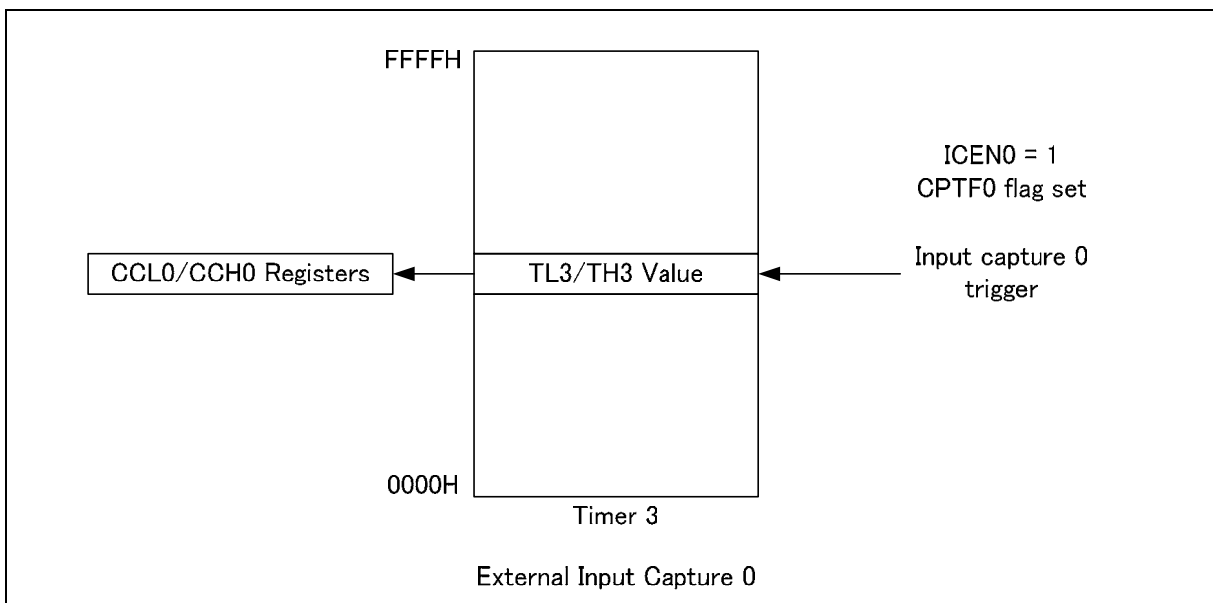 FFFFH
ICEN0 = 1
CPTF0 flag set
CCL0/CCH0 Registers
TL3/TH3 Value
Input capture 0
trigger
0000H
Timer 3
External Input Capture 0